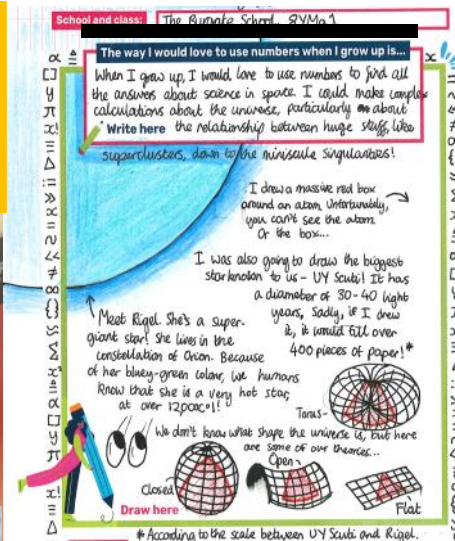 School and class:
The Rungate School, 8YMa1
The way I would love to use numbers when I grow up is...
When I grow up, I would love to use numbers to find all
the answers about science in space. I could make complex
calculations about the universe, particularly about
Write here the relationship between huge stuff, like
superclusters, down to the miniscule singularities!
I drew a massive red box
around an atom. Unfortunately,
you can't see the atom.
Or the box...
I was also going to draw the biggest
star known to us - UY Scuti! It has
a diameter of 30-40 light
years, Sadly, if I drew
it, it would fill over
400 pieces of paper!*
Meet Rigel. She's a super-
giant star! She lives in the
constellation of Orion. Because
of her bluey-green colour, we humans
know that she is a very hot star,
at over 12000°C!
Torus-
We don't know what shape the universe is, but here
are some of our theories...
Open-
Closed
Flat
Draw here
* According to the scale between UY Scuti and Rigel.